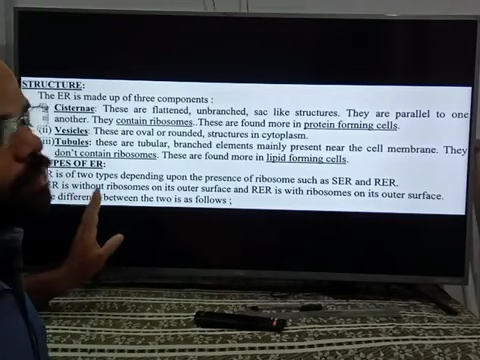 STRUCTURE:
The ER is made up of three components :
Cisternae: These are flattened, unbranched, sac like structures. They are parallel to one
another. They contain ribosomes..These are found more in protein forming cells.
(ii) Vesicles: These are oval or rounded, structures in cytoplasm.
iii)Tubules: these are tubular, branched elements mainly present near the cell membrane. They
don't contain ribosomes. These are found more in lipid forming cells.
YPES OF ER:
R is of two types depending upon the presence of ribosome such as SER and RER.
ER is without ribosomes on its outer surface and RER is with ribosomes on its outer surface.
e differen between the two is as follows ;